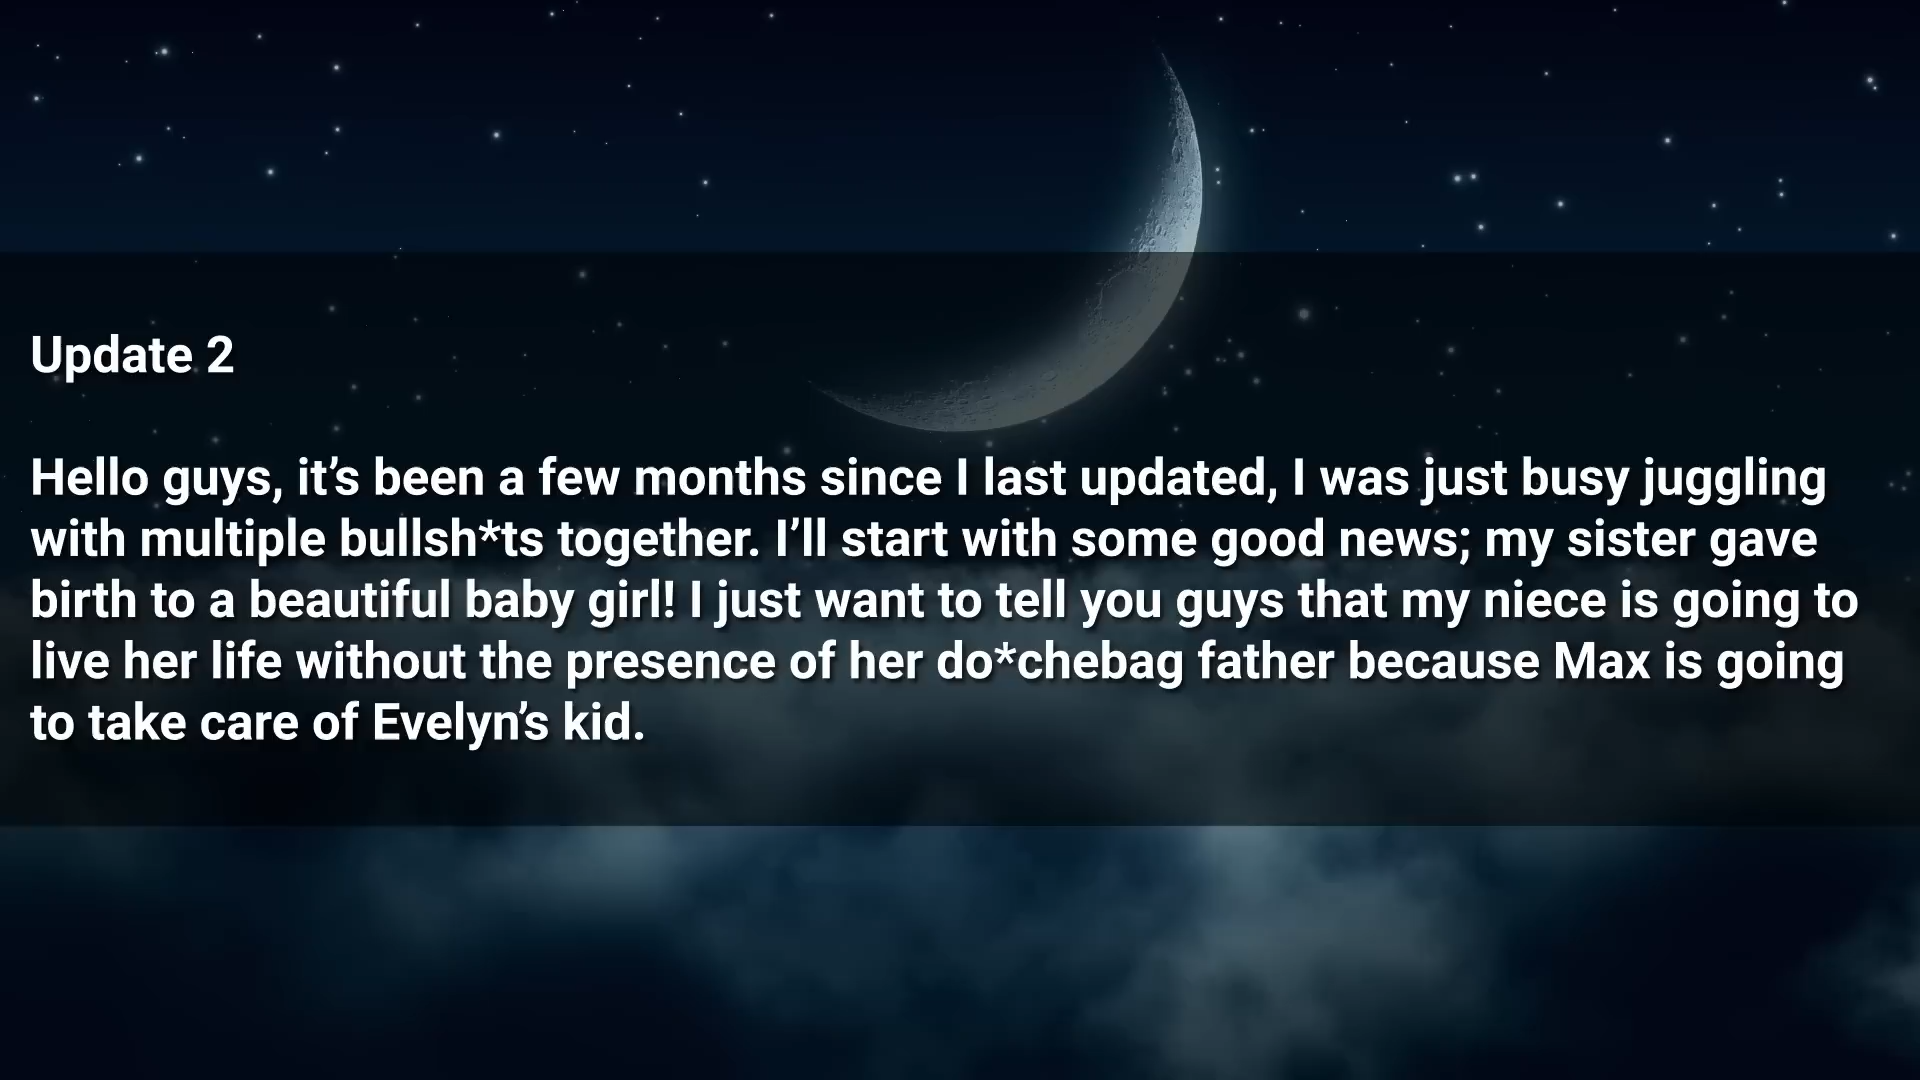 Update 2
Hello guys, it’s been a few months since I last updated, I was just busy juggling
with multiple bullsh*ts together. I’ll start with some good news; my sister gave
birth to a beautiful baby girl! I just want to tell you guys that my niece is going to
live her life without the presence of her do*chebag father because Max is going
to take care of Evelyn’s kid.